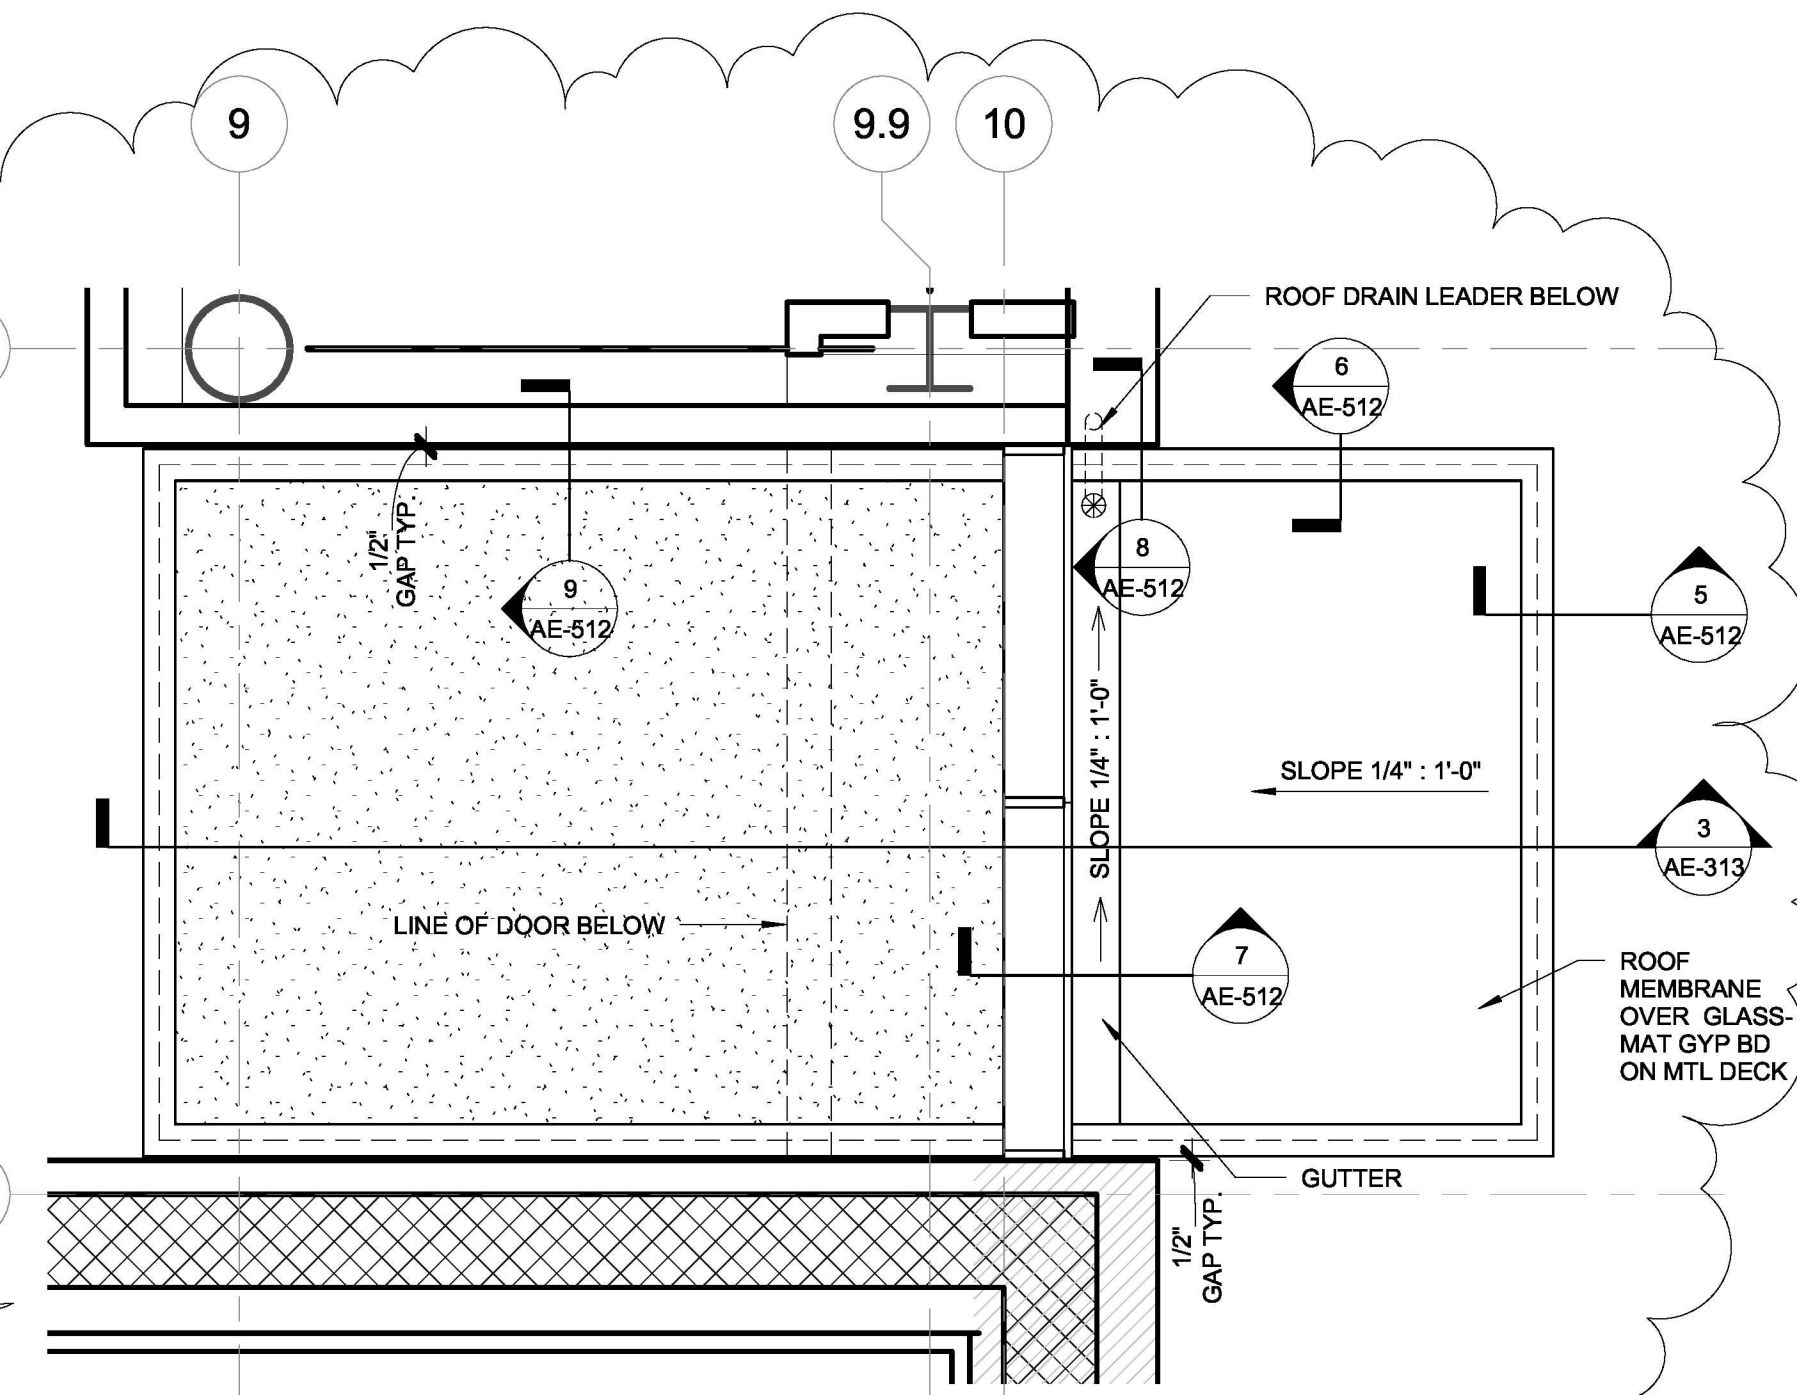 9
9.9
10
ROOF DRAIN LEADER BELOW
6
AE-512
1/2"
GAP TYP.
9
AE-512
8
AE-512
5
AE-512
SLOPE 1/4" : 1'-0"
SLOPE 1/4" : 1'-0"
3
AE-313
LINE OF DOOR BELOW
7
AE-512
ROOF
MEMBRANE
OVER GLASS-
MAT GYP BD
ON MTL DECK
GUTTER
1/2"
GAP TYP.